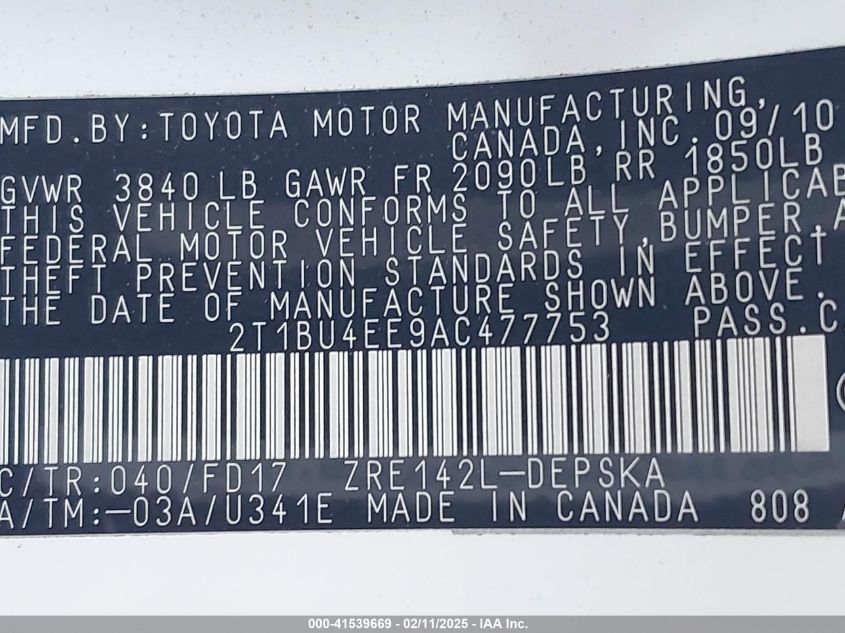 MFD.BY:TOYOTA MOTOR MANUFACTURING,
CANADA,INC. 09/10
GVWR 3840LB GAWR FR 2090LB RR 1850LB
THIS VEHICLE CONFORMS TO ALL APPLICAB
FEDERAL MOTOR VEHICLE SAFETY,BUMPER,A
THEFT PREVENTION STANDARDS IN EFFECT
THE DATE OF MANUFACTURE SHOWN ABOVE.
2T1BU4EE9AC477753 PASS.C
C/TR:040/FD17 ZRE142L-DEPSKA
A/TM:-03A/U341E MADE IN CANADA 808
000-41539669 - 02/11/2025 - IAA Inc.